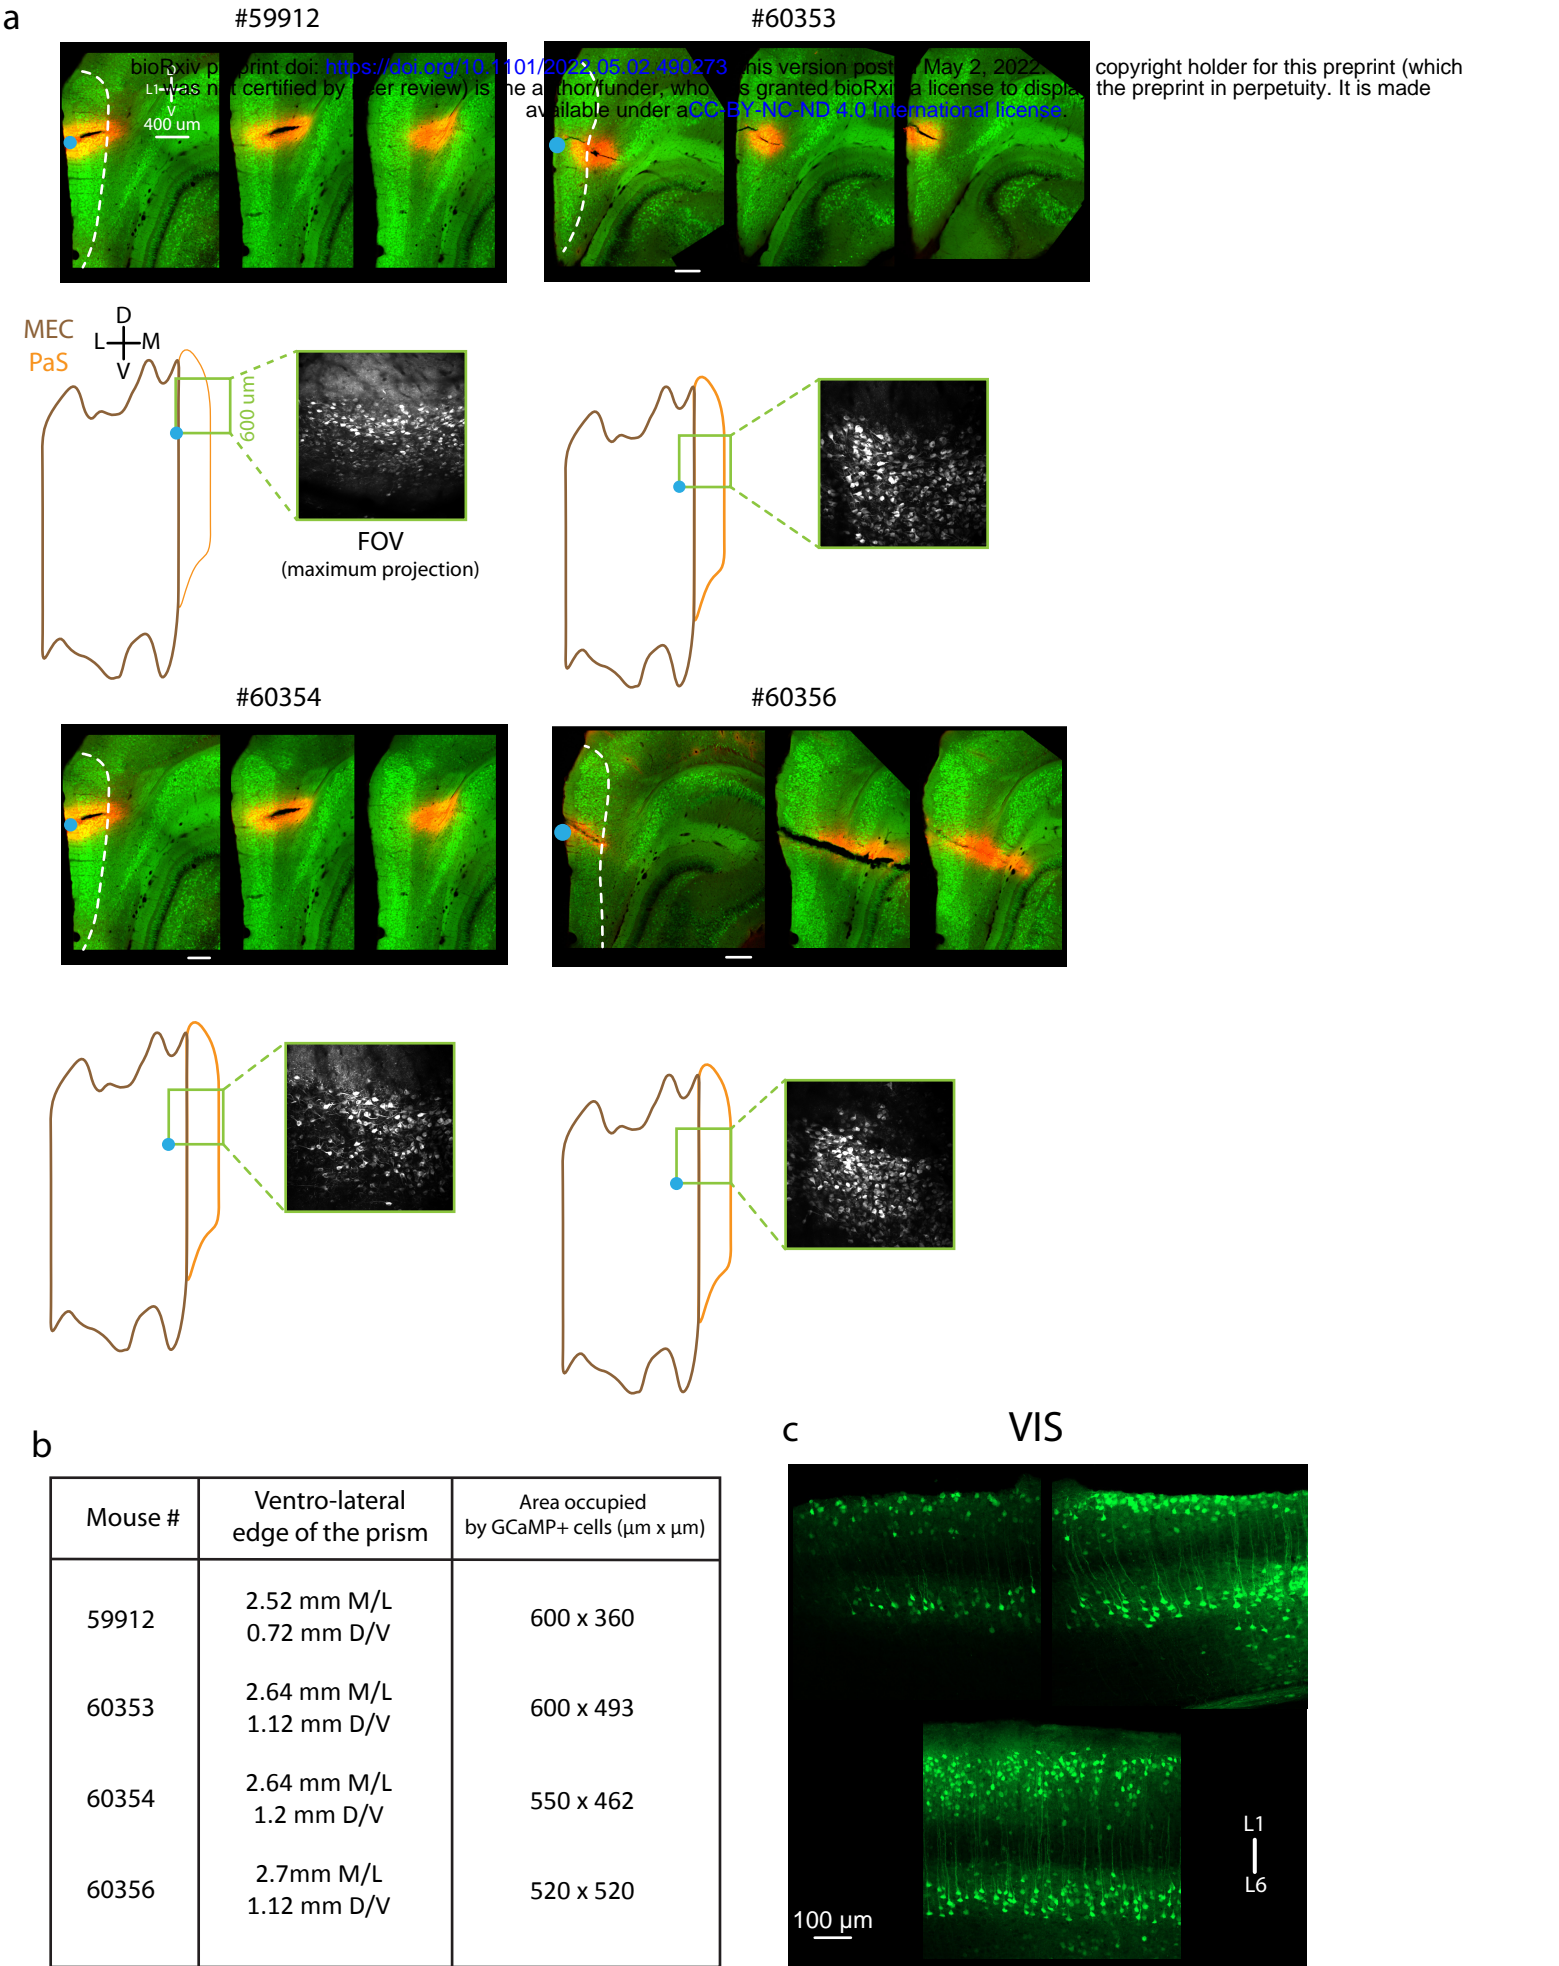 a
#59912
#60353
bioRxiv preprint doi: https://doi.org/10.1101/2022.05.02.490273 this version posted May 2, 2022 copyright holder for this preprint (which
was not certified by peer review) is the author/funder, who has granted bioRxiv a license to display the preprint in perpetuity. It is made
available under aCC-BY-NC-ND 4.0 International license.
L1
V
400 um
MEC
PaS
D
L M
V
600 um
FOV
(maximum projection)
#60354
#60356
b
Mouse #
Ventro-lateral
edge of the prism
Area occupied
by GCaMP+ cells (µm x µm)
59912
2.52 mm M/L
0.72 mm D/V
600 x 360
60353
2.64 mm M/L
1.12 mm D/V
600 x 493
60354
2.64 mm M/L
1.2 mm D/V
550 x 462
60356
2.7mm M/L
1.12 mm D/V
520 x 520
c
VIS
L1
L6
100 µm